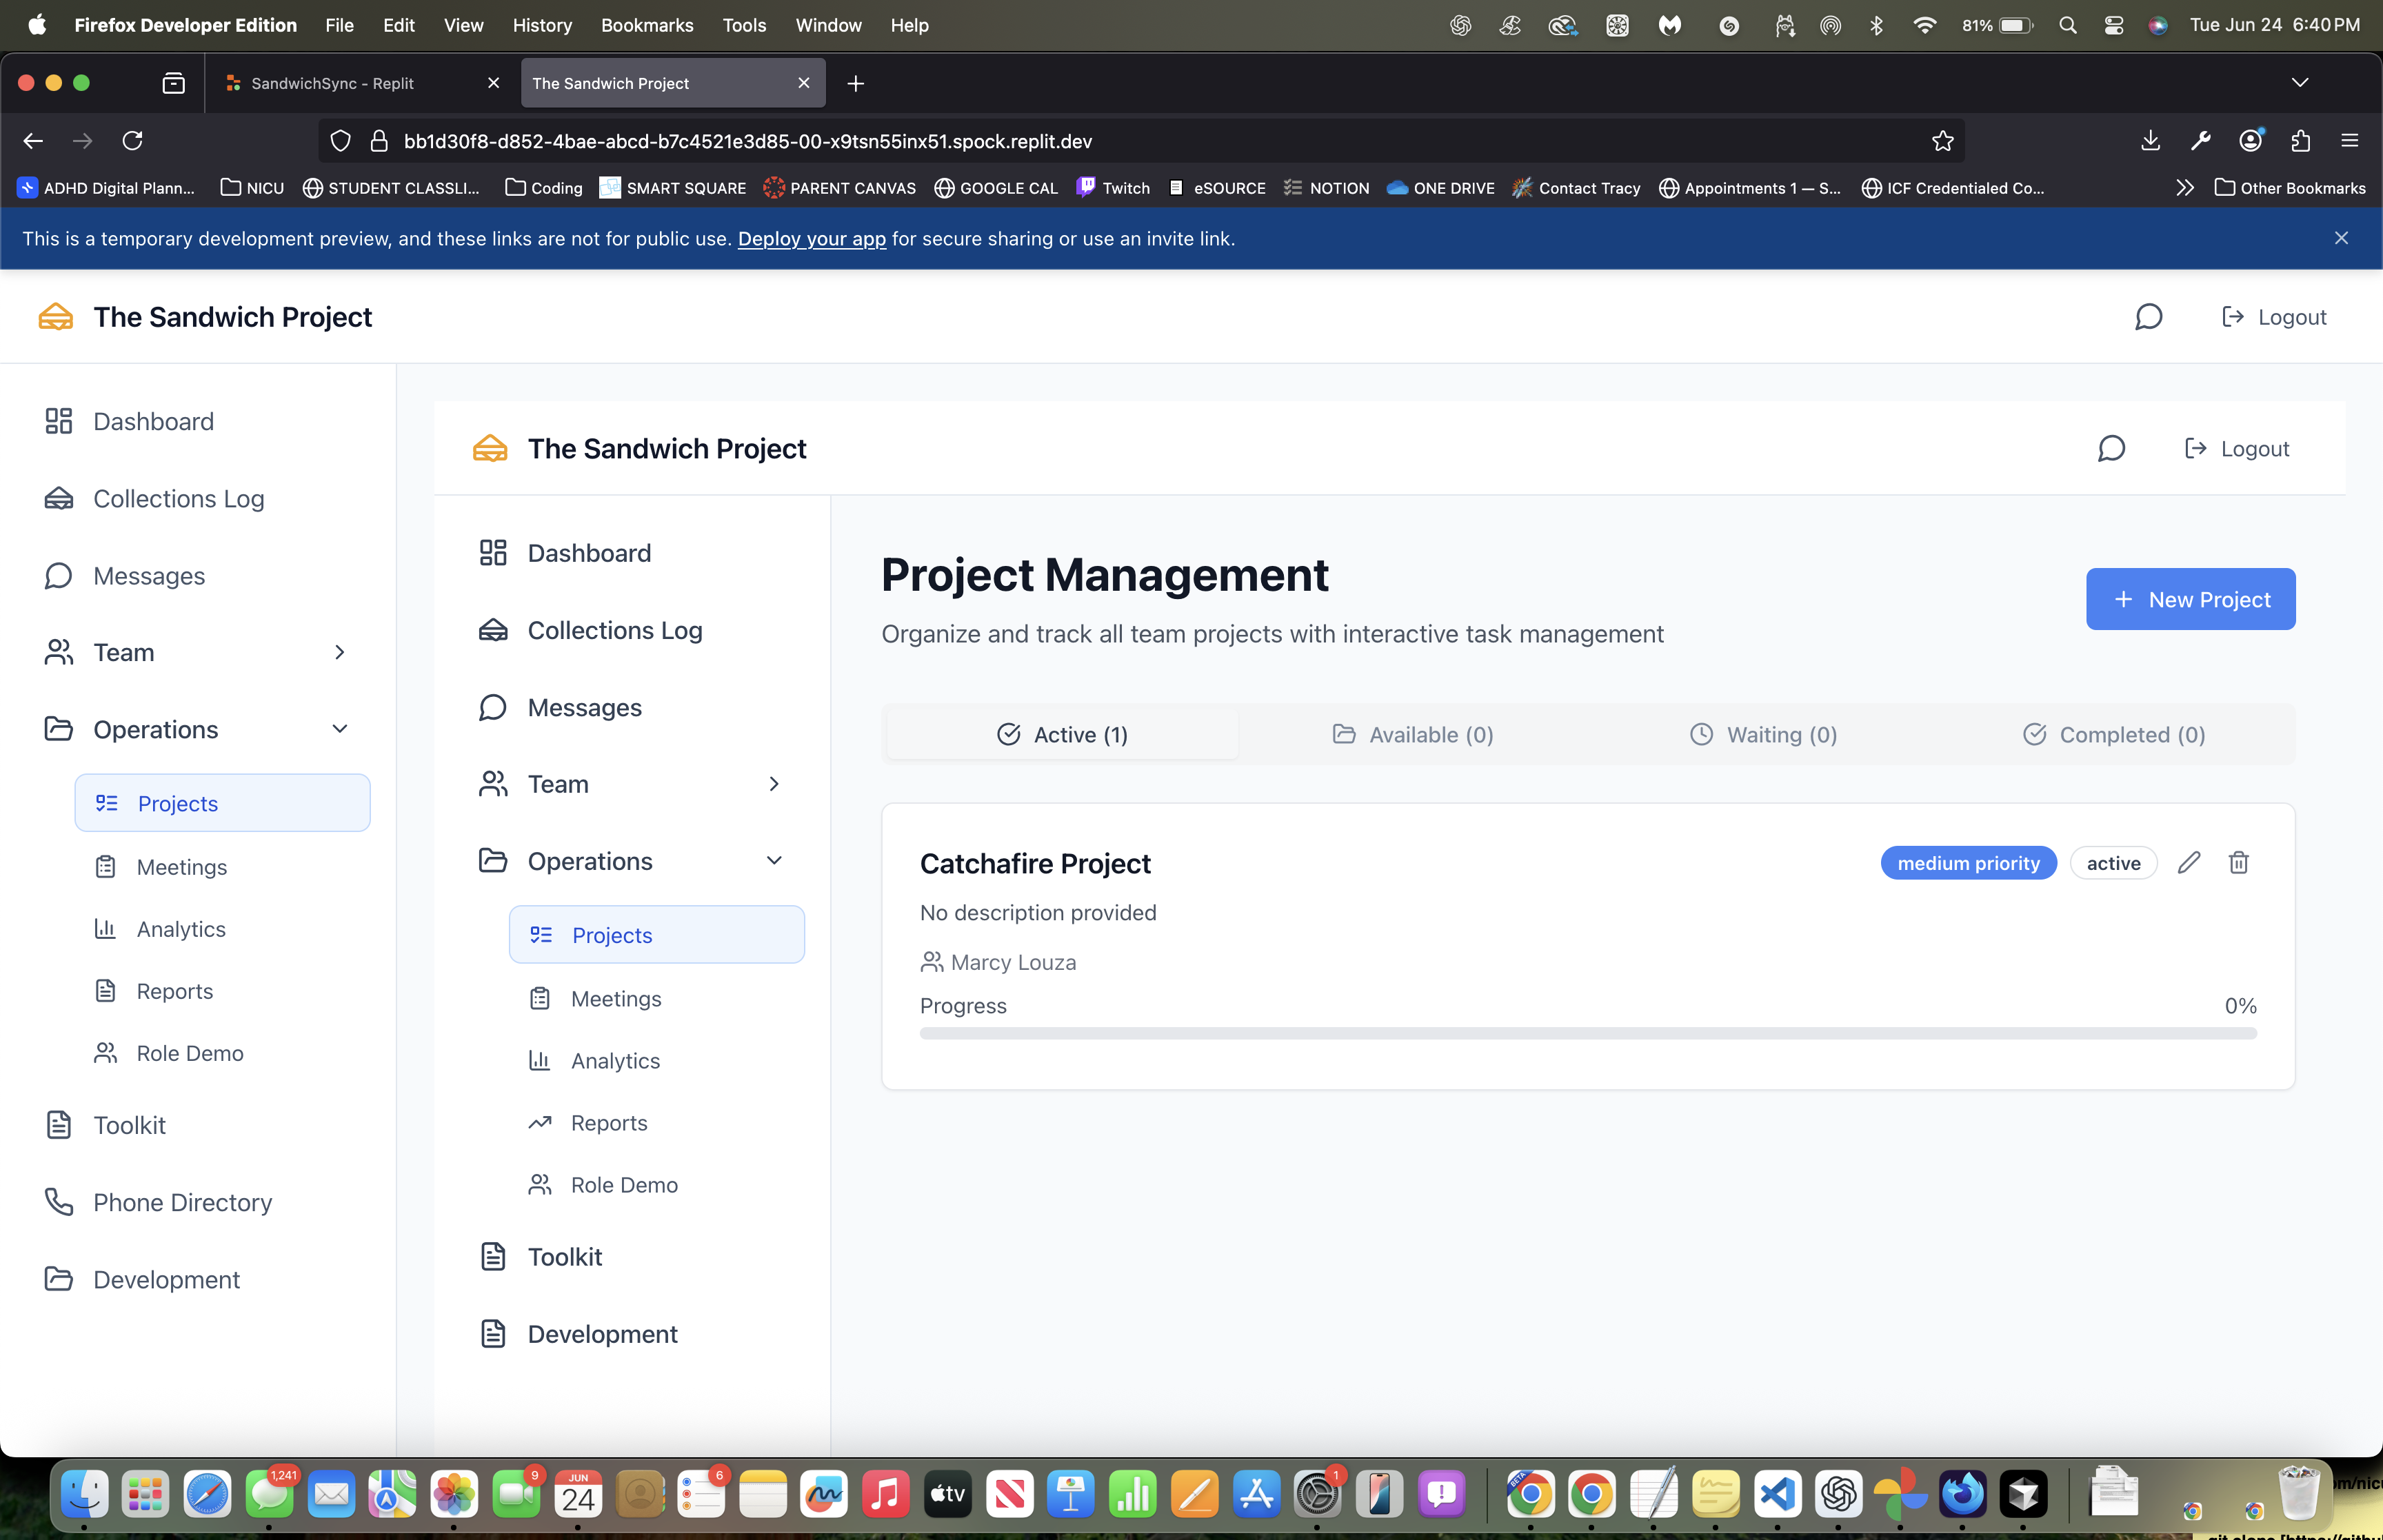 Firefox Developer Edition File Edit View History Bookmarks Tools Window Help 81% Tue Jun 24 6:40 PM
SandwichSync - Replit The Sandwich Project
bb1d30f8-d852-4bae-abcd-b7c4521e3d85-00-x9tsn55inx51.spock.replit.dev
ADHD Digital Plann... NICU STUDENT CLASSLI... Coding SMART SQUARE PARENT CANVAS GOOGLE CAL Twitch eSOURCE NOTION ONE DRIVE Contact Tracy Appointments 1 — S... ICF Credentialed Co... Other Bookmarks
This is a temporary development preview, and these links are not for public use. Deploy your app for secure sharing or use an invite link.
The Sandwich Project Logout
Dashboard
Collections Log
Messages
Team
Operations
Projects
Meetings
Analytics
Reports
Role Demo
Toolkit
Phone Directory
Development
The Sandwich Project Logout
Dashboard
Collections Log
Messages
Team
Operations
Projects
Meetings
Analytics
Reports
Role Demo
Toolkit
Development
Project Management
New Project
Organize and track all team projects with interactive task management
Active (1) Available (0) Waiting (0) Completed (0)
Catchafire Project medium priority active
No description provided
Marcy Louza
Progress 0%
1,241 9 JUN 24 6 tv 1 BETA